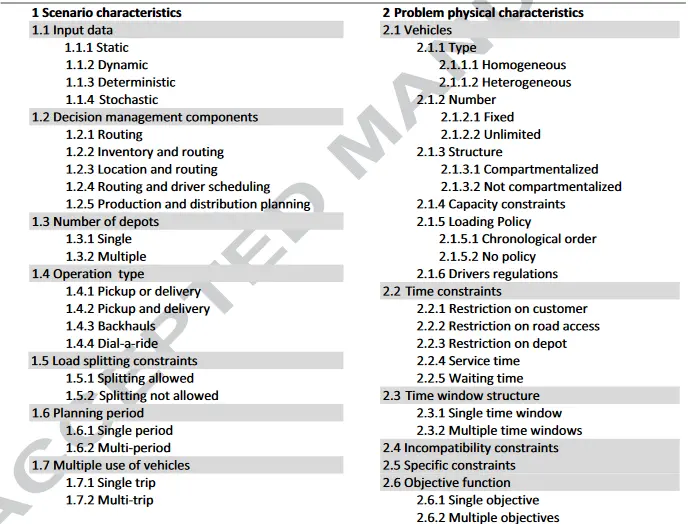 1 Scenario characteristics
1.1 Input data
1.1.1 Static
1.1.2 Dynamic
1.1.3 Deterministic
1.1.4 Stochastic
1.2 Decision management components
1.2.1 Routing
1.2.2 Inventory and routing
1.2.3 Location and routing
1.2.4 Routing and driver scheduling
1.2.5 Production and distribution planning
1.3 Number of depots
1.3.1 Single
1.3.2 Multiple
1.4 Operation type
1.4.1 Pickup or delivery
1.4.2 Pickup and delivery
1.4.3 Backhauls
1.4.4 Dial-a-ride
1.5 Load splitting constraints
1.5.1 Splitting allowed
1.5.2 Splitting not allowed
1.6 Planning period
1.6.1 Single period
1.6.2 Multi-period
1.7 Multiple use of vehicles
1.7.1 Single trip
1.7.2 Multi-trip
2 Problem physical characteristics
2.1 Vehicles
2.1.1 Type
2.1.1.1 Homogeneous
2.1.1.2 Heterogeneous
2.1.2 Number
2.1.2.1 Fixed
2.1.2.2 Unlimited
2.1.3 Structure
2.1.3.1 Compartmentalized
2.1.3.2 Not compartmentalized
2.1.4 Capacity constraints
2.1.5 Loading Policy
2.1.5.1 Chronological order
2.1.5.2 No policy
2.1.6 Drivers regulations
2.2 Time constraints
2.2.1 Restriction on customer
2.2.2 Restriction on road access
2.2.3 Restriction on depot
2.2.4 Service time
2.2.5 Waiting time
2.3 Time window structure
2.3.1 Single time window
2.3.2 Multiple time windows
2.4 Incompatibility constraints
2.5 Specific constraints
2.6 Objective function
2.6.1 Single objective
2.6.2 Multiple objectives
ACCEPTED MANU